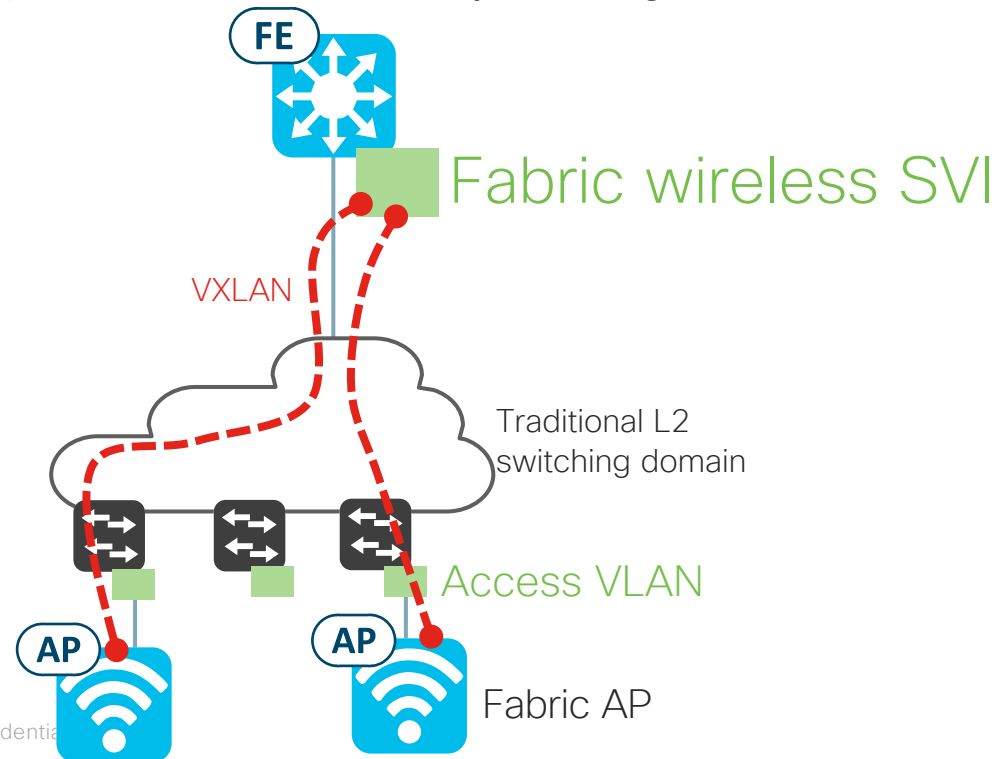 FE
Fabric wireless SVI
VXLAN
Traditional L2
switching domain
Access VLAN
AP
AP
Fabric AP